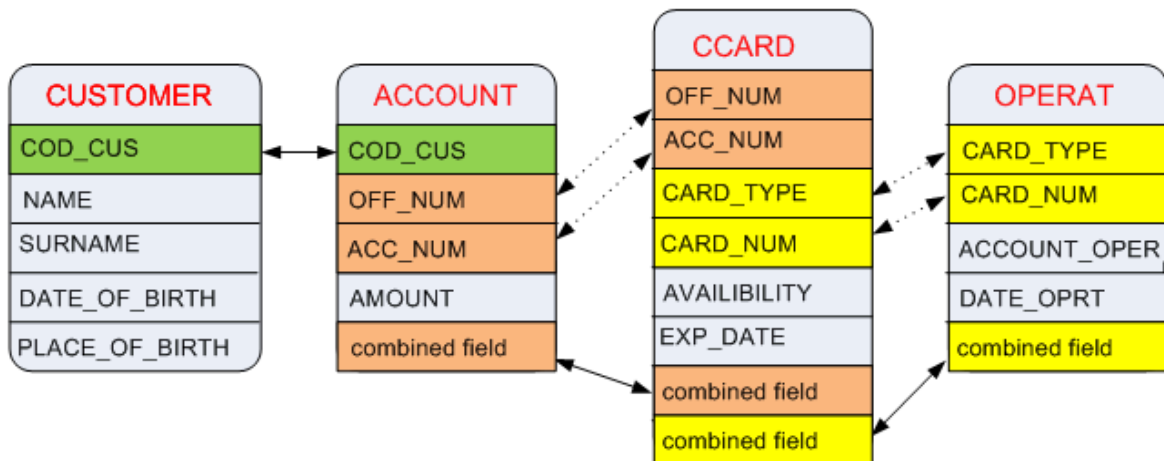 CUSTOMER
COD_CUS
NAME
SURNAME
DATE_OF_BIRTH
PLACE_OF_BIRTH
ACCOUNT
COD_CUS
OFF_NUM
ACC_NUM
AMOUNT
combined field
CCARD
OFF_NUM
ACC_NUM
CARD_TYPE
CARD_NUM
AVAILIBILITY
EXP_DATE
combined field
combined field
OPERAT
CARD_TYPE
CARD_NUM
ACCOUNT_OPER
DATE_OPRT
combined field